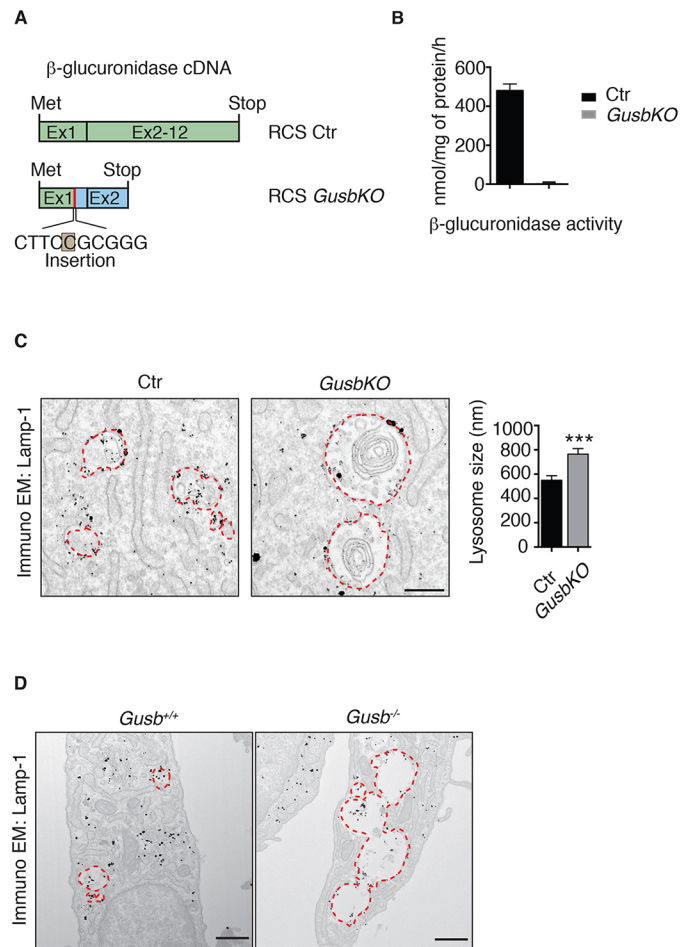 A
β-glucuronidase cDNA
Met Stop
Ex1 Ex2-12 RCS Ctr
Met Stop
Ex1 Ex2 RCS GusbKO
CTTCCGCGGG
Insertion
B
nmol/mg of protein/h
600
400
200
0
Ctr
GusbKO
β-glucuronidase activity
C
Ctr GusbKO
Immuno EM: Lamp-1
Lysosome size (nm)
1000
800
600
400
200
0
***
Ctr
GusbKO
D
Gusb+/+ Gusb-/-
Immuno EM: Lamp-1